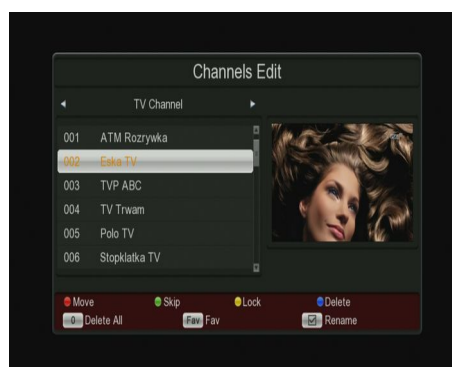 Channels Edit
TV Channel
001 ATM Rozrywka
002 Eska TV
003 TVP ABC
004 TV Trwam
005 Polo TV
006 Stopklatka TV
Move Skip Lock Delete
0 Delete All Fav Fav Rename